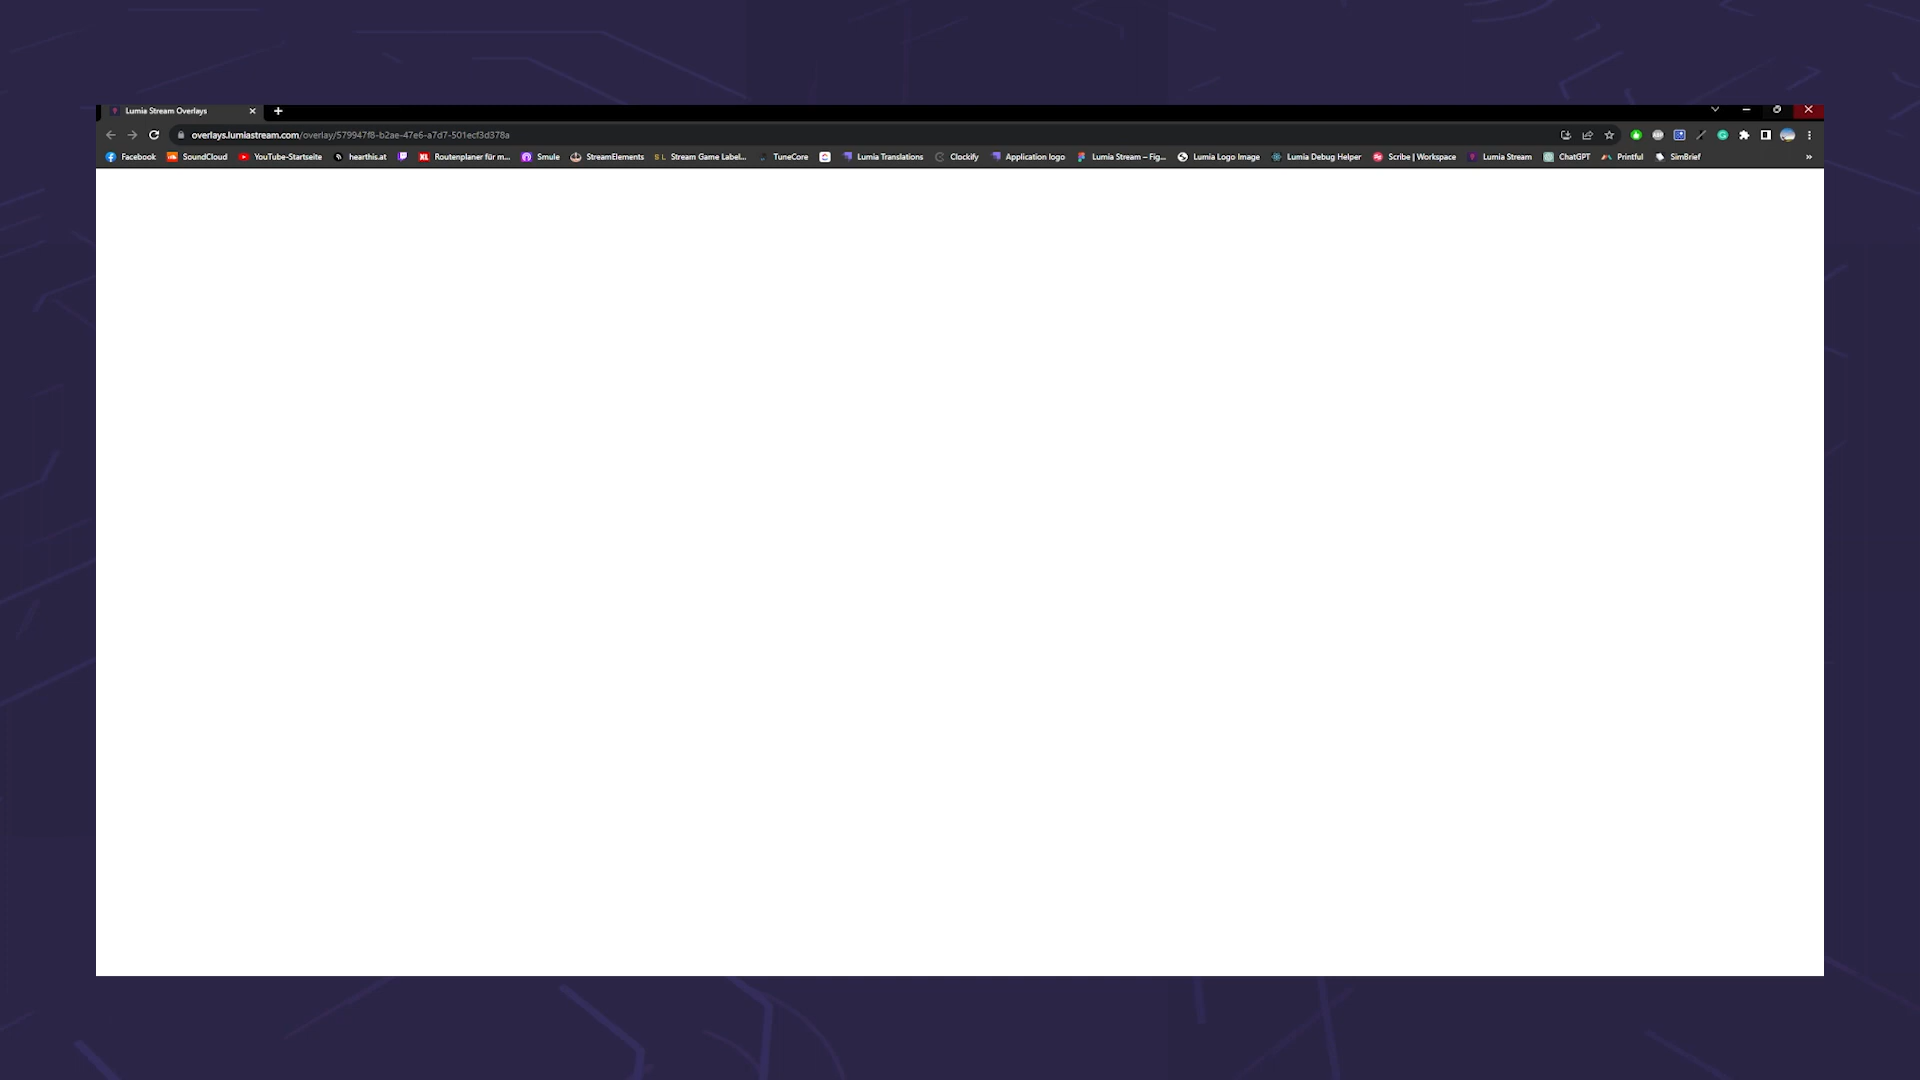 Lumia Stream Overlays
overlays.lumiastream.com/overlay/579947f8-b2ae-47e6-a7d7-501ecf3d378a
Facebook SoundCloud YouTube-Startseite hearthis.at Routenplaner für m... Smule StreamElements Stream Game Label... TuneCore Lumia Translations Clockify Application logo Lumia Stream – Fig... Lumia Logo Image Lumia Debug Helper Scribe | Workspace Lumia Stream ChatGPT Printful SimBrief